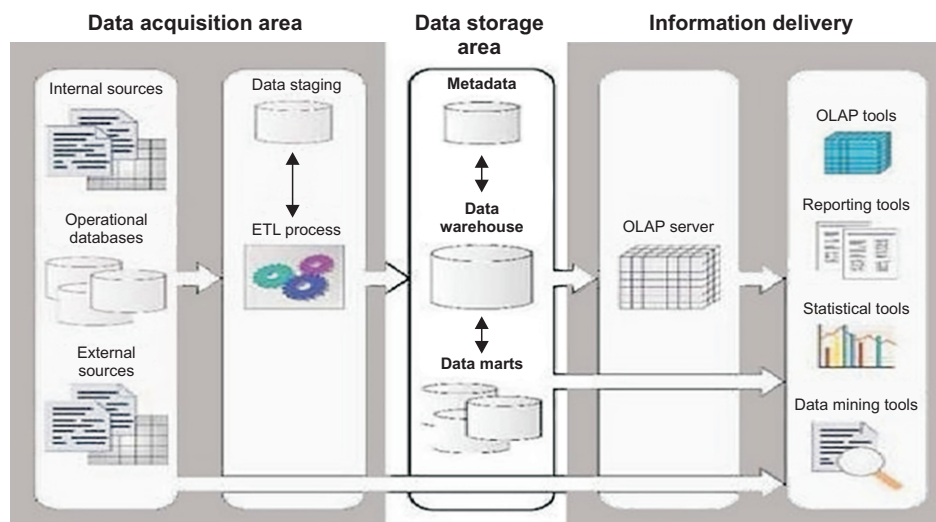 Data acquisition area
Data storage
area
Information delivery
Internal sources
Operational
databases
External
sources
Data staging
ETL process
Metadata
Data
warehouse
Data marts
OLAP server
OLAP tools
Reporting tools
Statistical tools
Data mining tools